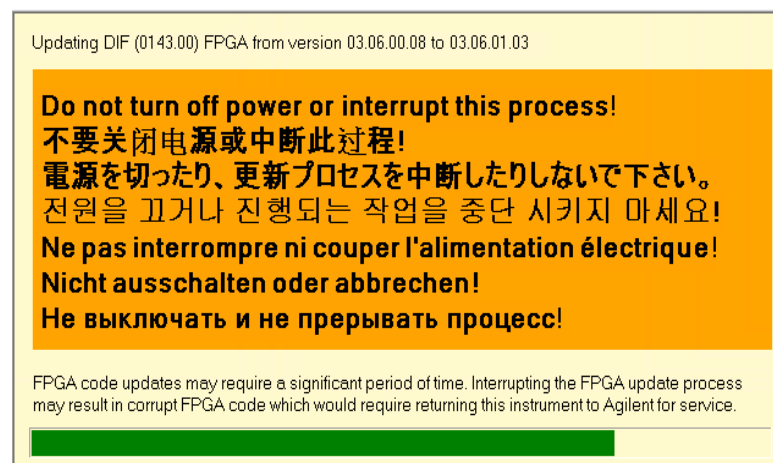 Updating DIF (0143.00) FPGA from version 03.06.00.08 to 03.06.01.03
Do not turn off power or interrupt this process!
不要关闭电源或中断此过程!
電源を切ったり、更新プロセスを中断したりしないで下さい。
전원을 끄거나 진행되는 작업을 중단 시키지 마세요!
Ne pas interrompre ni couper l'alimentation électrique!
Nicht ausschalten oder abbrechen!
Не выключать и не прерывать процесс!
FPGA code updates may require a significant period of time. Interrupting the FPGA update process
may result in corrupt FPGA code which would require returning this instrument to Agilent for service.